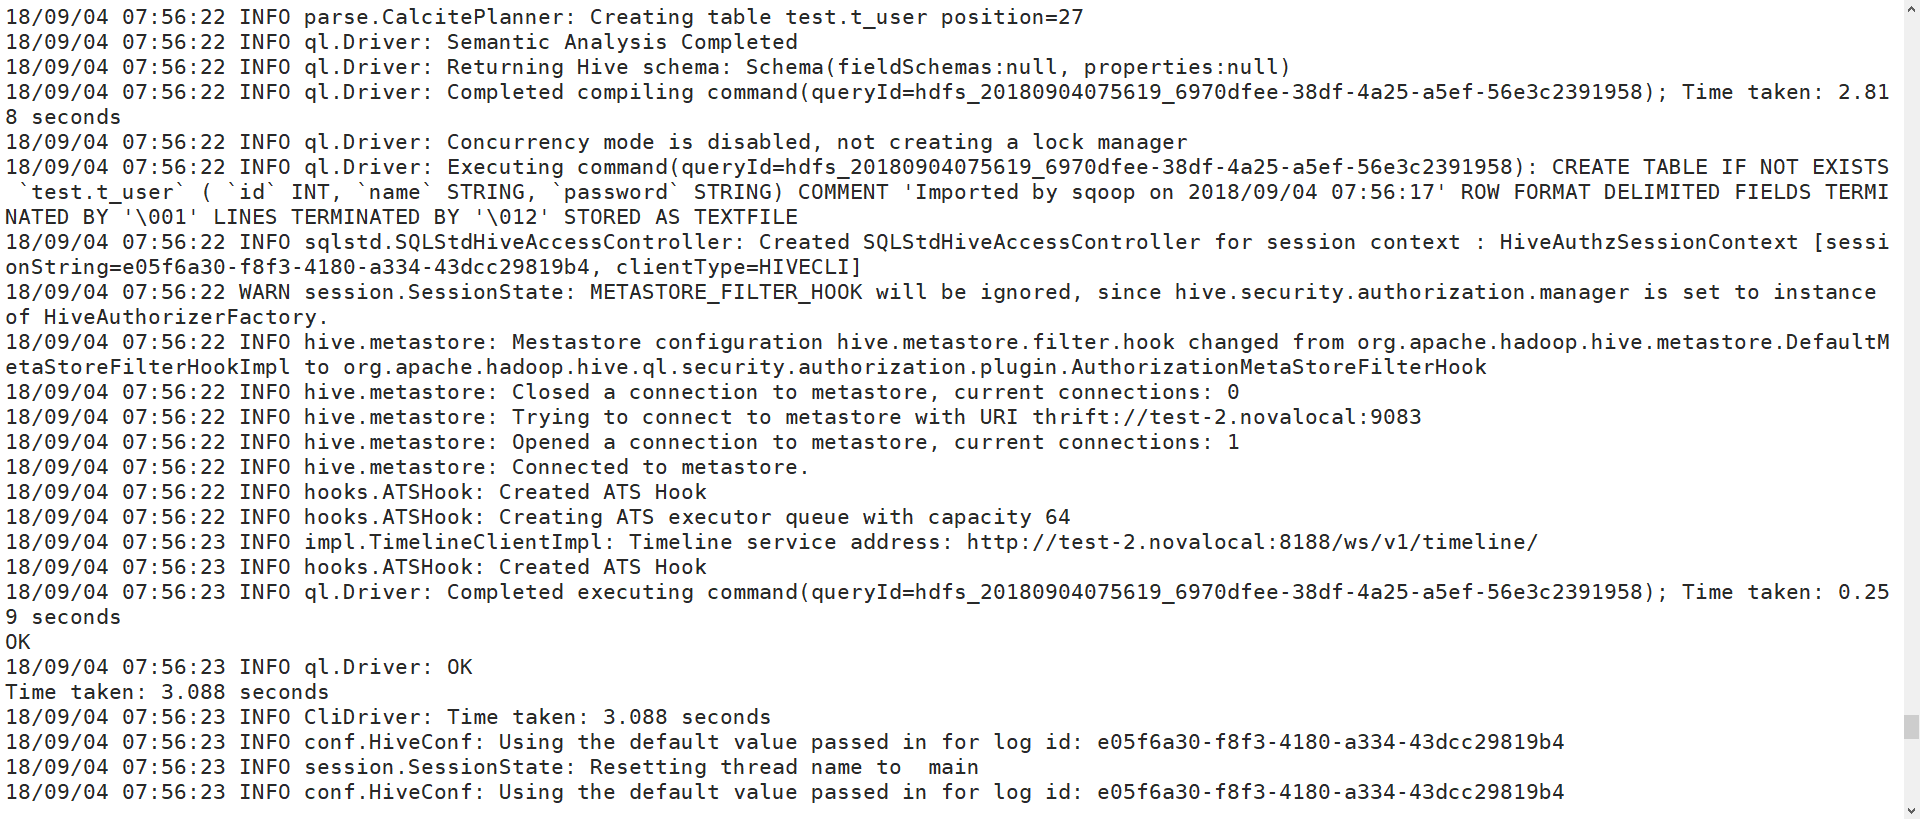 18/09/04 07:56:22 INFO parse.CalcitePlanner: Creating table test.t_user position=27
18/09/04 07:56:22 INFO ql.Driver: Semantic Analysis Completed
18/09/04 07:56:22 INFO ql.Driver: Returning Hive schema: Schema(fieldSchemas:null, properties:null)
18/09/04 07:56:22 INFO ql.Driver: Completed compiling command(queryId=hdfs_20180904075619_6970dfee-38df-4a25-a5ef-56e3c2391958); Time taken: 2.81
8 seconds
18/09/04 07:56:22 INFO ql.Driver: Concurrency mode is disabled, not creating a lock manager
18/09/04 07:56:22 INFO ql.Driver: Executing command(queryId=hdfs_20180904075619_6970dfee-38df-4a25-a5ef-56e3c2391958): CREATE TABLE IF NOT EXISTS
 `test.t_user` ( `id` INT, `name` STRING, `password` STRING) COMMENT 'Imported by sqoop on 2018/09/04 07:56:17' ROW FORMAT DELIMITED FIELDS TERMI
NATED BY '\001' LINES TERMINATED BY '\012' STORED AS TEXTFILE
18/09/04 07:56:22 INFO sqlstd.SQLStdHiveAccessController: Created SQLStdHiveAccessController for session context : HiveAuthzSessionContext [sessi
onString=e05f6a30-f8f3-4180-a334-43dcc29819b4, clientType=HIVECLI]
18/09/04 07:56:22 WARN session.SessionState: METASTORE_FILTER_HOOK will be ignored, since hive.security.authorization.manager is set to instance
of HiveAuthorizerFactory.
18/09/04 07:56:22 INFO hive.metastore: Mestastore configuration hive.metastore.filter.hook changed from org.apache.hadoop.hive.metastore.DefaultM
etaStoreFilterHookImpl to org.apache.hadoop.hive.ql.security.authorization.plugin.AuthorizationMetaStoreFilterHook
18/09/04 07:56:22 INFO hive.metastore: Closed a connection to metastore, current connections: 0
18/09/04 07:56:22 INFO hive.metastore: Trying to connect to metastore with URI thrift://test-2.novalocal:9083
18/09/04 07:56:22 INFO hive.metastore: Opened a connection to metastore, current connections: 1
18/09/04 07:56:22 INFO hive.metastore: Connected to metastore.
18/09/04 07:56:22 INFO hooks.ATSHook: Created ATS Hook
18/09/04 07:56:22 INFO hooks.ATSHook: Creating ATS executor queue with capacity 64
18/09/04 07:56:23 INFO impl.TimelineClientImpl: Timeline service address: http://test-2.novalocal:8188/ws/v1/timeline/
18/09/04 07:56:23 INFO hooks.ATSHook: Created ATS Hook
18/09/04 07:56:23 INFO ql.Driver: Completed executing command(queryId=hdfs_20180904075619_6970dfee-38df-4a25-a5ef-56e3c2391958); Time taken: 0.25
9 seconds
OK
18/09/04 07:56:23 INFO ql.Driver: OK
Time taken: 3.088 seconds
18/09/04 07:56:23 INFO CliDriver: Time taken: 3.088 seconds
18/09/04 07:56:23 INFO conf.HiveConf: Using the default value passed in for log id: e05f6a30-f8f3-4180-a334-43dcc29819b4
18/09/04 07:56:23 INFO session.SessionState: Resetting thread name to  main
18/09/04 07:56:23 INFO conf.HiveConf: Using the default value passed in for log id: e05f6a30-f8f3-4180-a334-43dcc29819b4